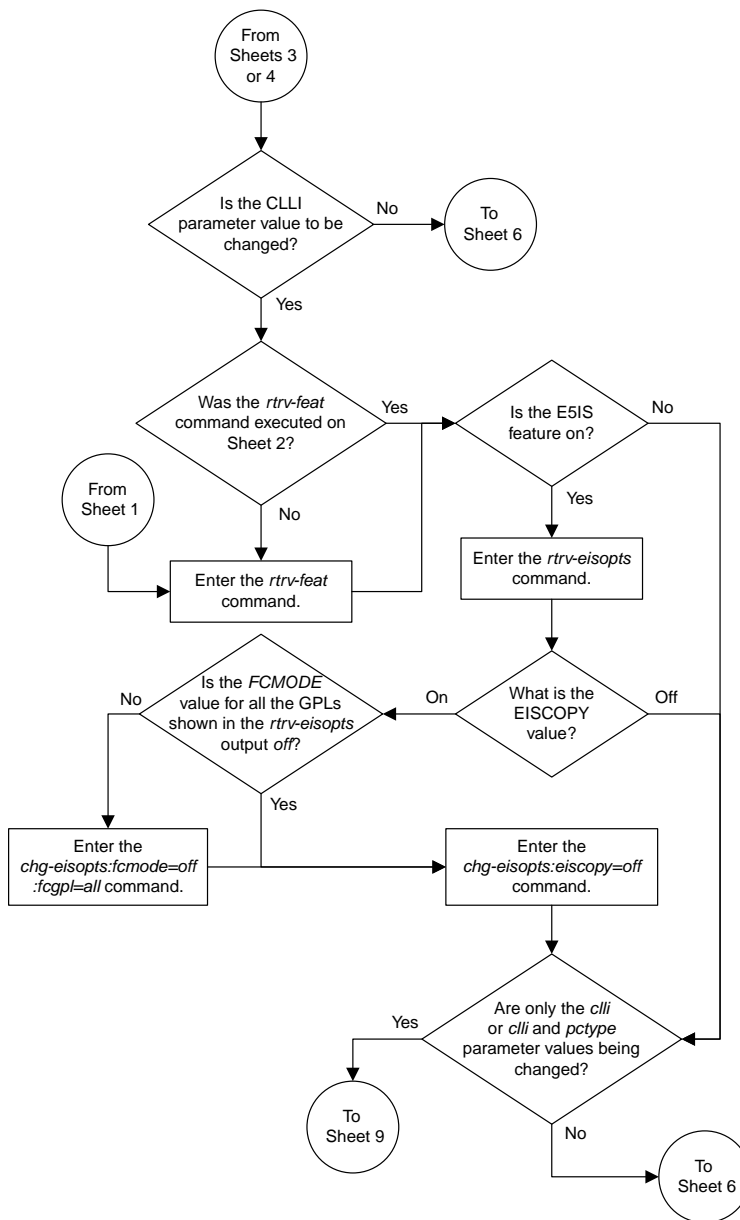 From
Sheets 3
or 4
Is the CLLI
parameter value to be
changed?
No
To
Sheet 6
Yes
Was the rtrv-feat
command executed on
Sheet 2?
Yes
Is the E5IS
feature on?
No
From
Sheet 1
No
Yes
Enter the rtrv-feat
command.
Enter the rtrv-eisopts
command.
Is the FCMODE
value for all the GPLs
shown in the rtrv-eisopts
output off?
No
On
What is the
EISCOPY
value?
Off
Yes
Enter the
chg-eisopts:fcmode=off
:fcgpl=all command.
Enter the
chg-eisopts:eiscopy=off
command.
Are only the clli
or clli and pctype
parameter values being
changed?
Yes
To
Sheet 9
No
To
Sheet 6